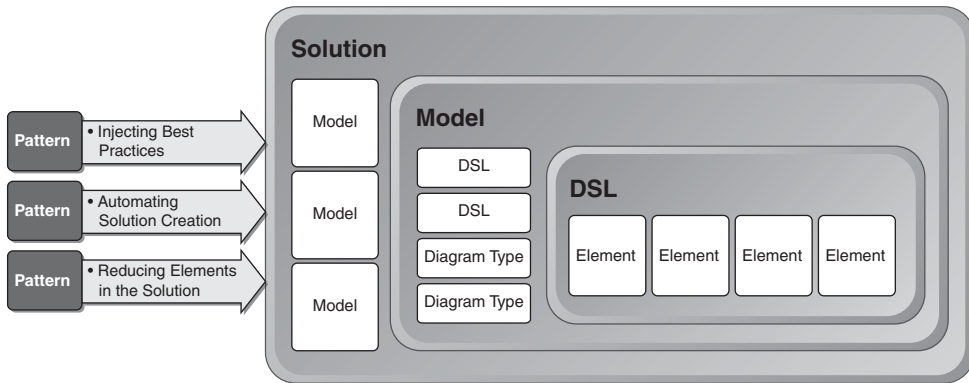 Solution
Pattern
• Injecting Best
Practices
Pattern
• Automating
Solution Creation
Pattern
• Reducing Elements
in the Solution
Model
Model
Model
Model
DSL
DSL
Diagram Type
Diagram Type
DSL
Element
Element
Element
Element